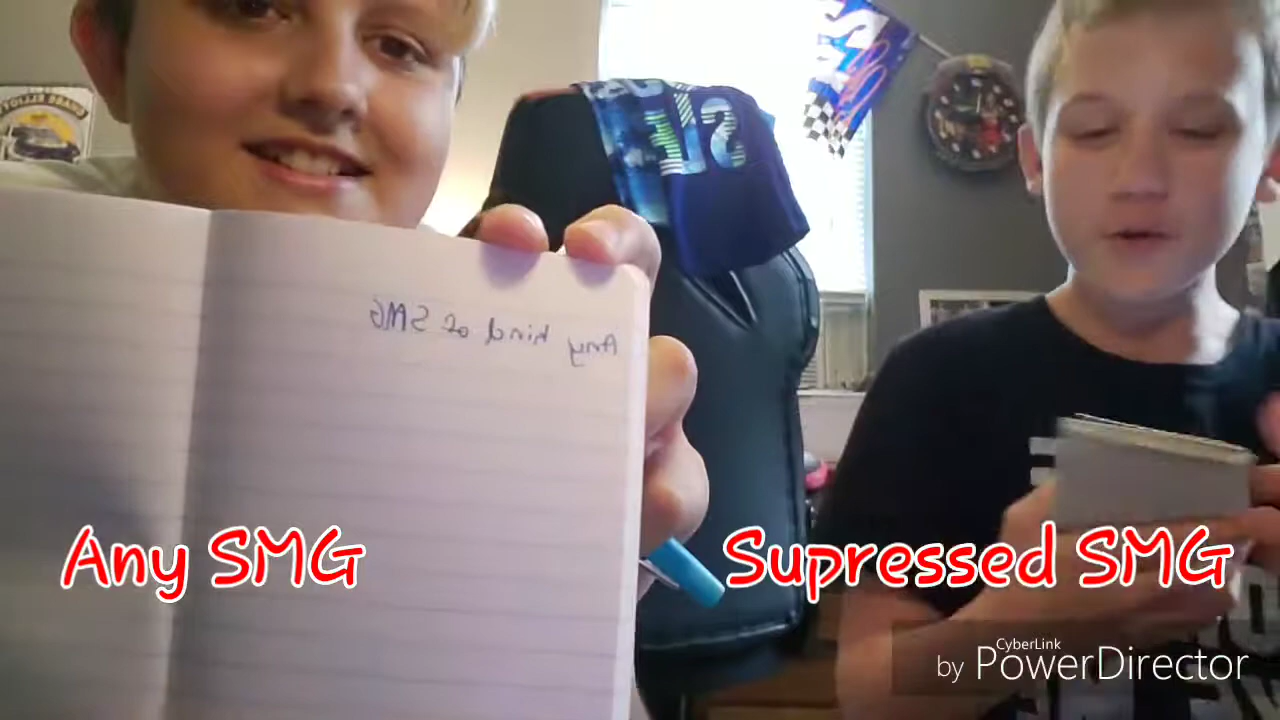 Any kind of SMG
Any SMG
Supressed SMG
CyberLink
by PowerDirector